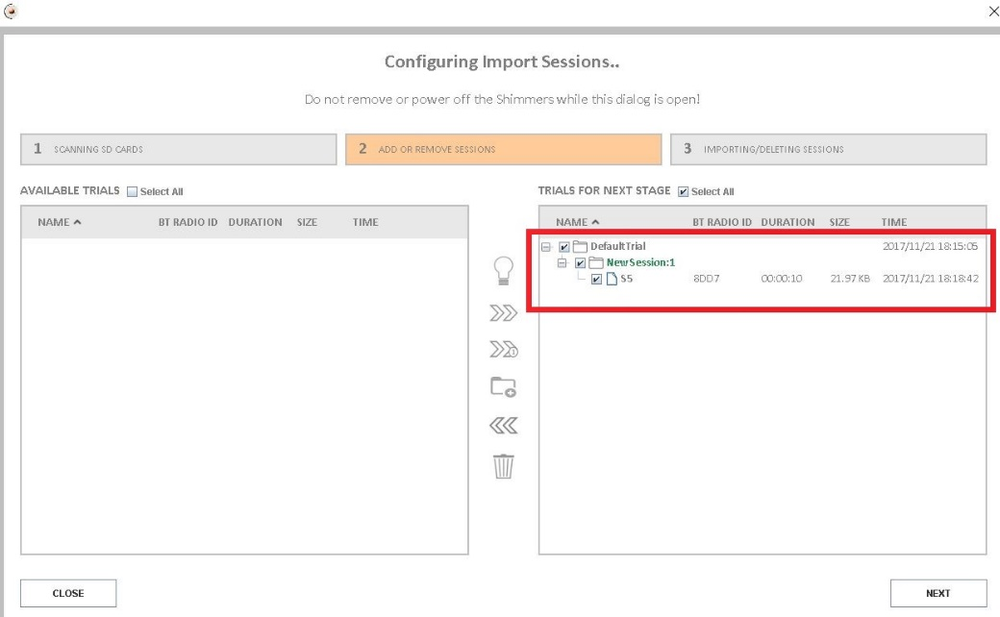 Configuring Import Sessions..
Do not remove or power off the Shimmers while this dialog is open!
1 SCANNING SD CARDS
2 ADD OR REMOVE SESSIONS
3 IMPORTING/DELETING SESSIONS
AVAILABLE TRIALS Select All
NAME BT RADIO ID DURATION SIZE TIME
TRIALS FOR NEXT STAGE Select All
NAME BT RADIO ID DURATION SIZE TIME
DefaultTrial 2017/11/21 18:15:05
NewSession:1
S5 8DD7 00:00:10 21.97 KB 2017/11/21 18:18:42
CLOSE
NEXT